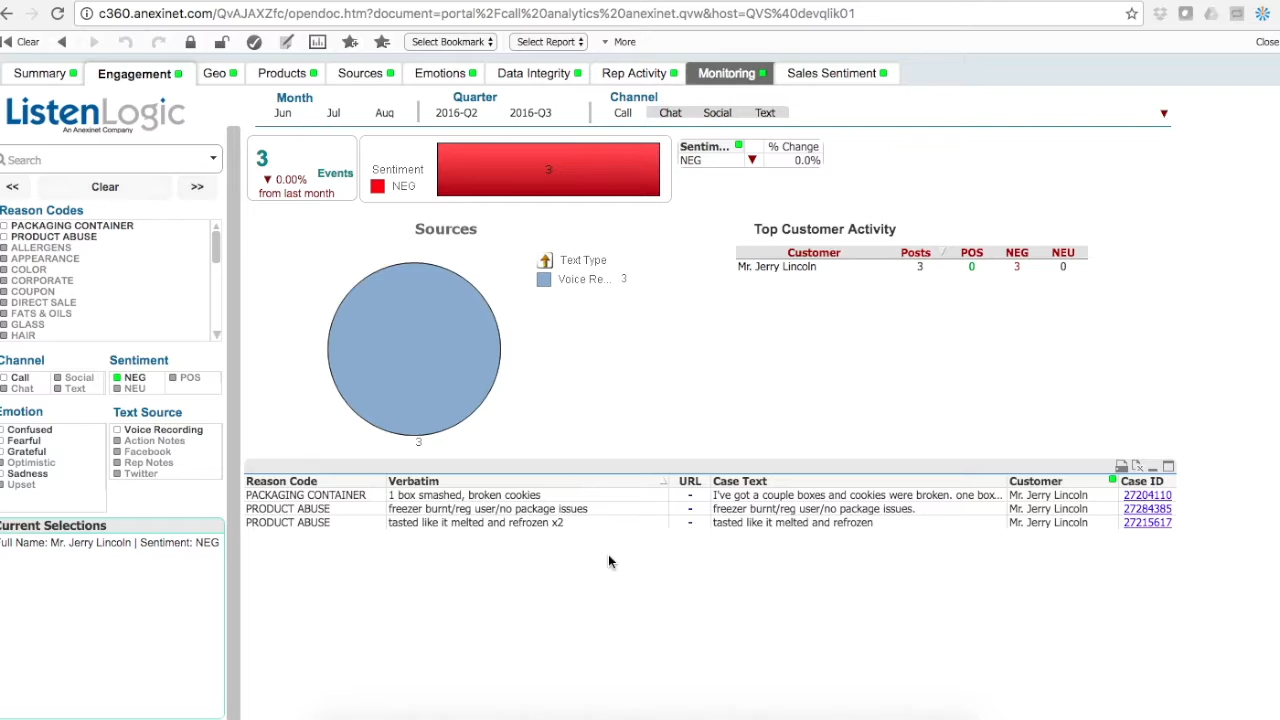 c360.anexinet.com/QvAJAXZfc/opendoc.htm?document=portal%2Fcall%20analytics%20anexinet.qvw&host=QVS%40devqlik01
Clear Select Bookmark Select Report More Close
Summary Engagement Geo Products Sources Emotions Data Integrity Rep Activity Monitoring Sales Sentiment
ListenLogic
An Anexinet Company
Month Quarter Channel
Jun Jul Aug 2016-Q2 2016-Q3 Call Chat Social Text
Search
<< Clear >>
Reason Codes
PACKAGING CONTAINER
PRODUCT ABUSE
ALLERGENS
APPEARANCE
COLOR
CORPORATE
COUPON
DIRECT SALE
FATS & OILS
GLASS
HAIR
Channel Sentiment
Call Social NEG POS
Chat Text NEU
Emotion Text Source
Confused Voice Recording
Fearful Action Notes
Grateful Facebook
Optimistic Rep Notes
Sadness Twitter
Upset
Current Selections
Full Name: Mr. Jerry Lincoln | Sentiment: NEG
3 Events
▼ 0.00%
from last month
Sentiment
NEG
3
Sentim... % Change
NEG ▼ 0.0%
Sources
Text Type
Voice Re... 3
3
Top Customer Activity
Customer Posts POS NEG NEU
Mr. Jerry Lincoln 3 0 3 0
Reason Code Verbatim URL Case Text Customer Case ID
PACKAGING CONTAINER 1 box smashed, broken cookies - I've got a couple boxes and cookies were broken. one box... Mr. Jerry Lincoln 27204110
PRODUCT ABUSE freezer burnt/reg user/no package issues - freezer burnt/reg user/no package issues. Mr. Jerry Lincoln 27284385
PRODUCT ABUSE tasted like it melted and refrozen x2 - tasted like it melted and refrozen Mr. Jerry Lincoln 27215617